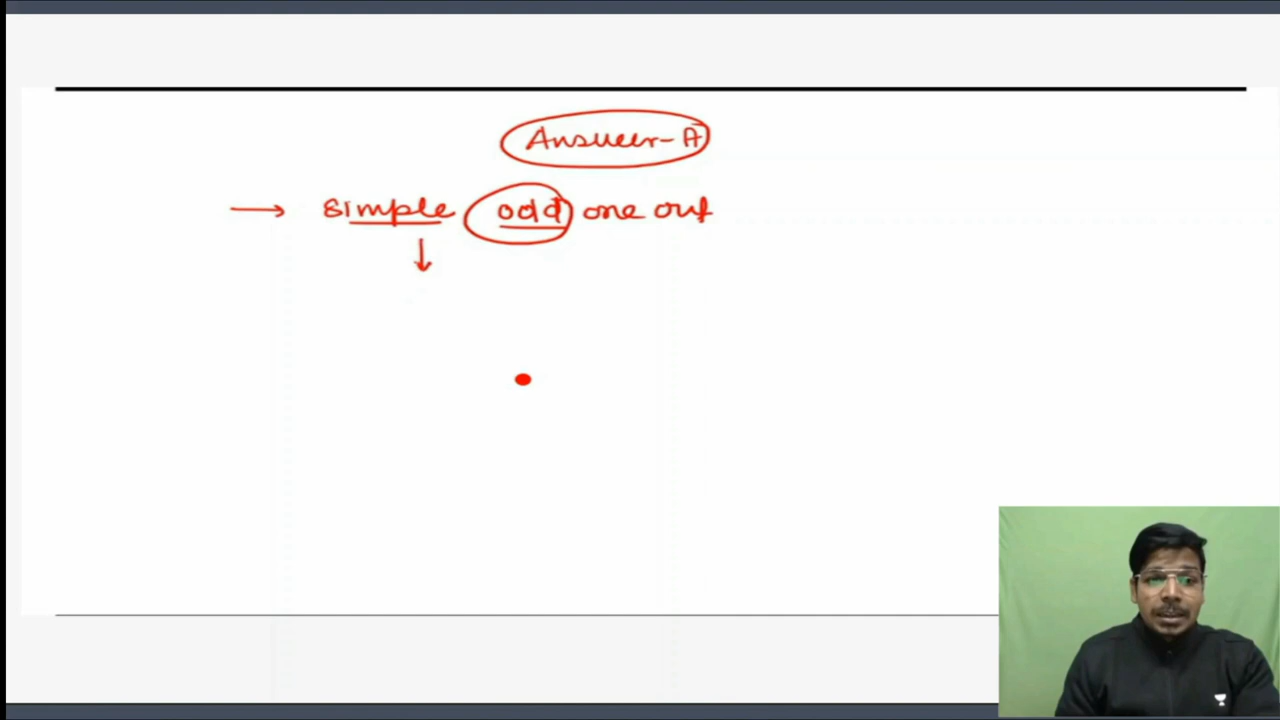 Answer-A
→ simple odd one out